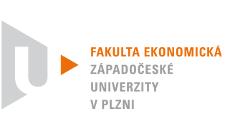 FAKULTA EKONOMICKÁ
ZÁPADOČESKÉ
UNIVERZITY
V PLZNI